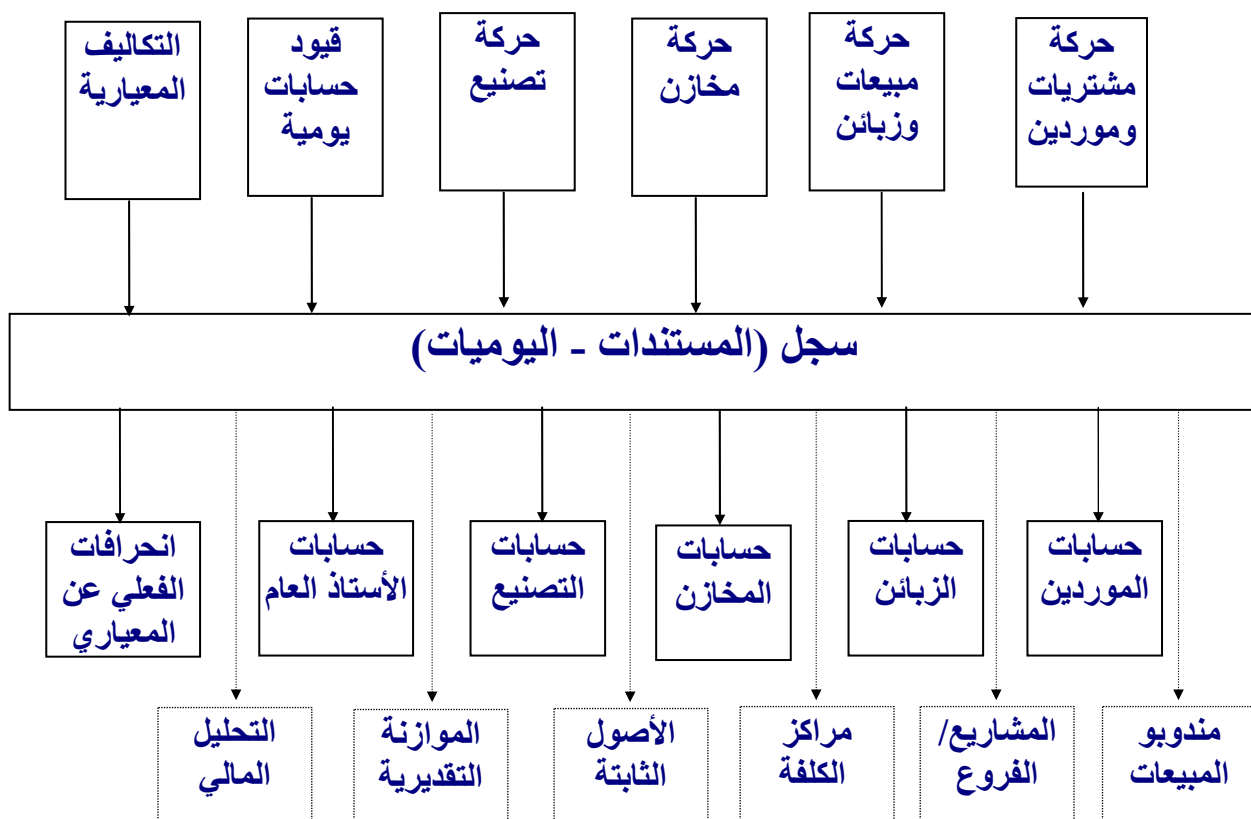 حركة
مشتريات
وموردين
حركة
مبيعات
وزبائن
حركة
مخازن
حركة
تصنيع
قيود
حسابات
يومية
التكاليف
المعيارية
سجل (المستندات - اليوميات)
حسابات
الموردين
حسابات
الزبائن
حسابات
المخازن
حسابات
التصنيع
حسابات
الأستاذ العام
انحرافات
الفعلي عن
المعياري
مندوبو
المبيعات
المشاريع/
الفروع
مراكز
الكلفة
الأصول
الثابتة
الموازنة
التقديرية
التحليل
المالي